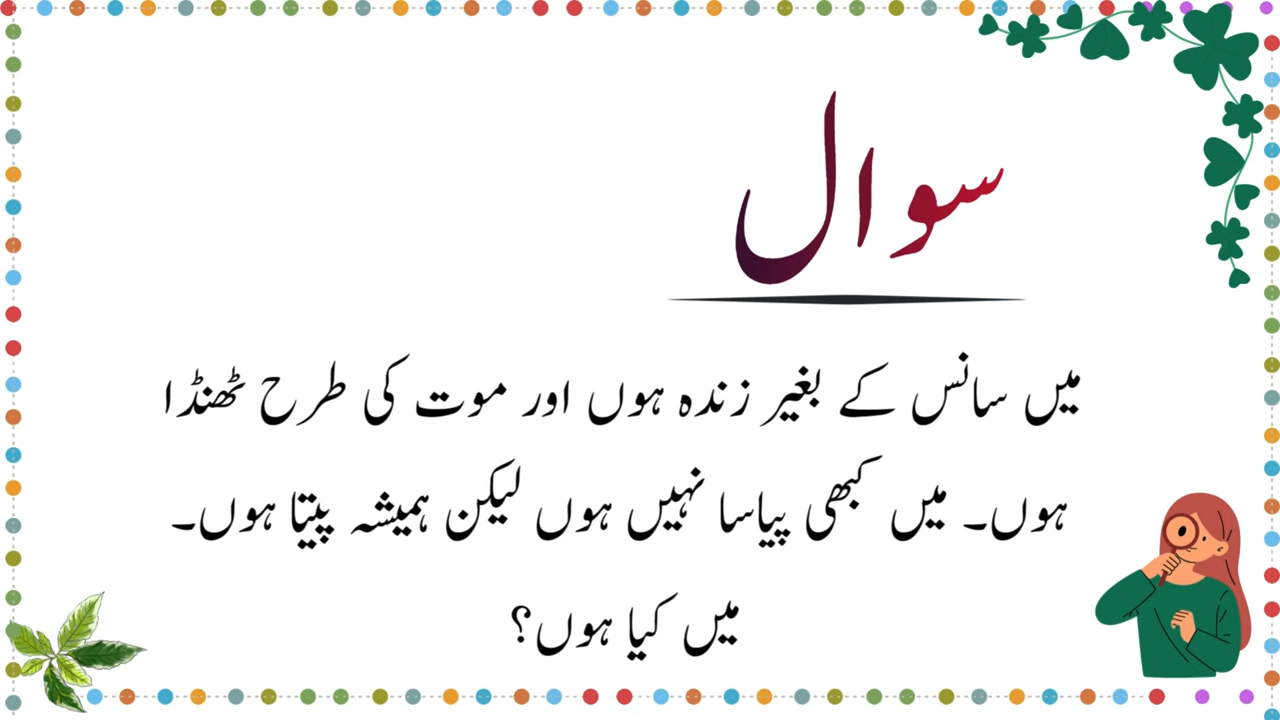 سوال
میں سانس کے بغیر زندہ ہوں اور موت کی طرح ٹھنڈا
ہوں۔ میں کبھی پیاسا نہیں ہوں لیکن ہمیشہ پیتا ہوں۔
میں کیا ہوں؟